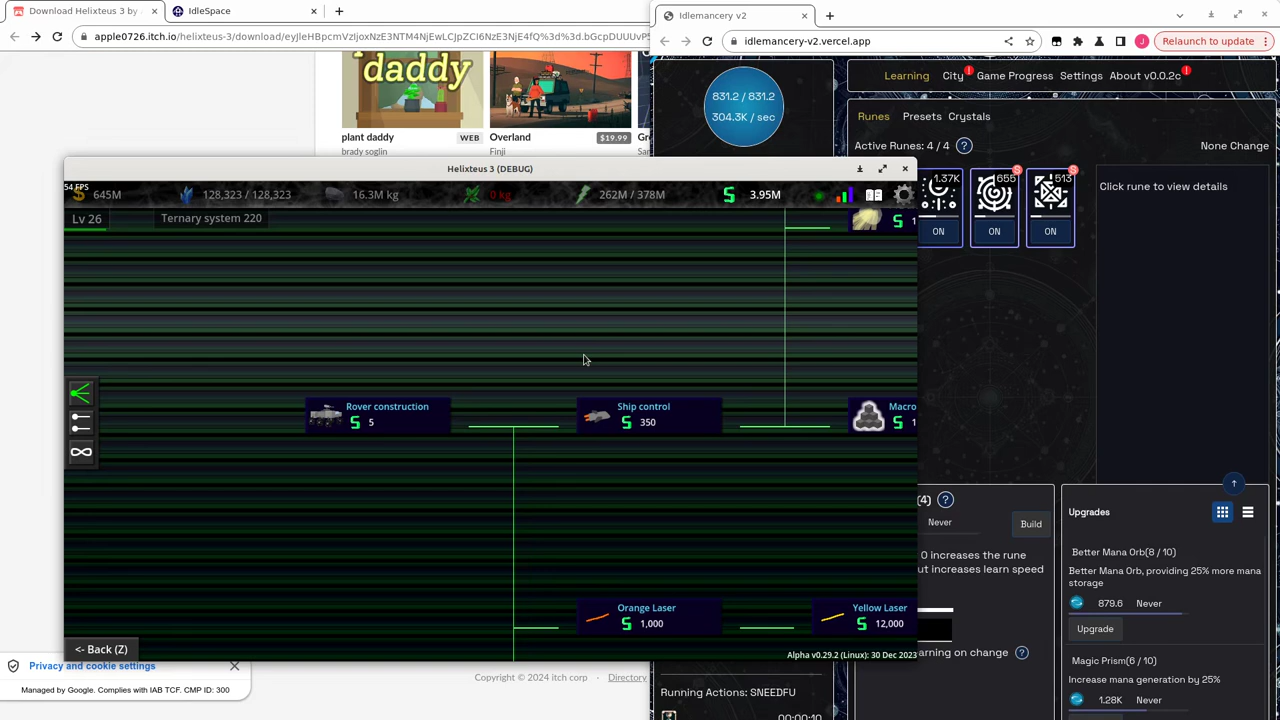 Download Helixteus 3 by
IdleSpace
apple0726.itch.io/helixteus-3/download/
daddy
plant daddy
WEB
Overland
$19.99
brady soglin
Finji
Idlemancery v2
idlemancery-v2.vercel.app
Relaunch to update
831.2 / 831.2
304.3K / sec
Learning
City
Game Progress
Settings
About v0.0.2c
Runes
Presets
Crystals
Active Runes: 4 / 4
None Change
1.37K
655
513
ON
ON
ON
Click rune to view details
Helixteus 3 (DEBUG)
54 FPS
645M
128,323 / 128,323
16.3M kg
0 kg
262M / 378M
3.95M
Lv 26
Ternary system 220
S 1
Rover construction
S 5
Ship control
S 350
Macro
S 1
Orange Laser
S 1,000
Yellow Laser
S 12,000
<- Back (Z)
Alpha v0.29.2 (Linux): 30 Dec 2023
(4)
Never
Build
0 increases the rune
ut increases learn speed
arning on change
Upgrades
Better Mana Orb(8 / 10)
Better Mana Orb, providing 25% more mana
storage
879.6
Never
Upgrade
Magic Prism(6 / 10)
Increase mana generation by 25%
1.28K
Never
Privacy and cookie settings
Managed by Google. Complies with IAB TCF. CMP ID: 300
Copyright © 2024 itch corp
·
Directory
Running Actions: SNEEDFU
00:00:10